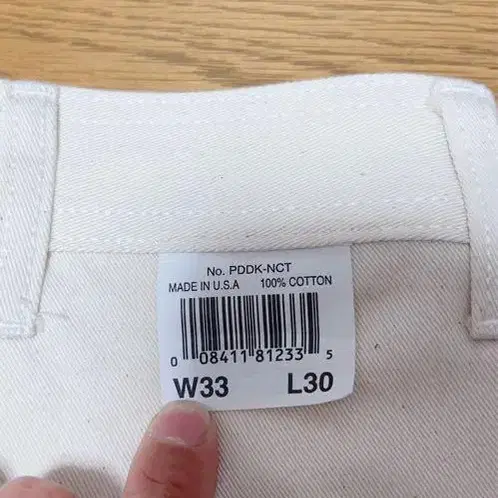 No. PDDK-NCT
MADE IN U.S.A 100% COTTON
0 08411 81233 5
W33 L30